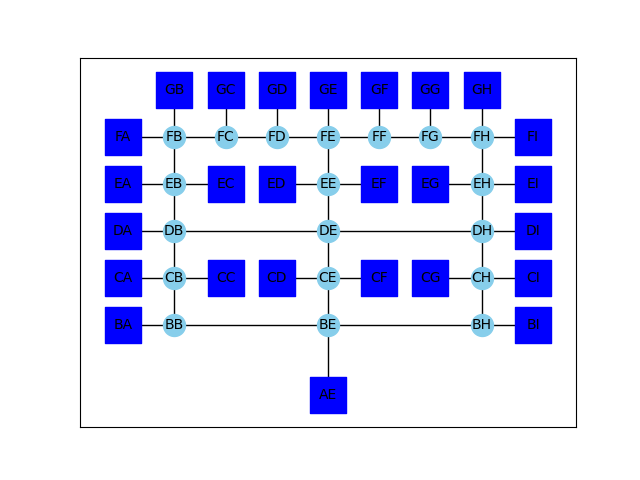 GB GC GD GE GF GG GH
FA FB FC FD FE FF FG FH FI
EA EB EC ED EE EF EG EH EI
DA DB DE DH DI
CA CB CC CD CE CF CG CH CI
BA BB BE BH BI
AE